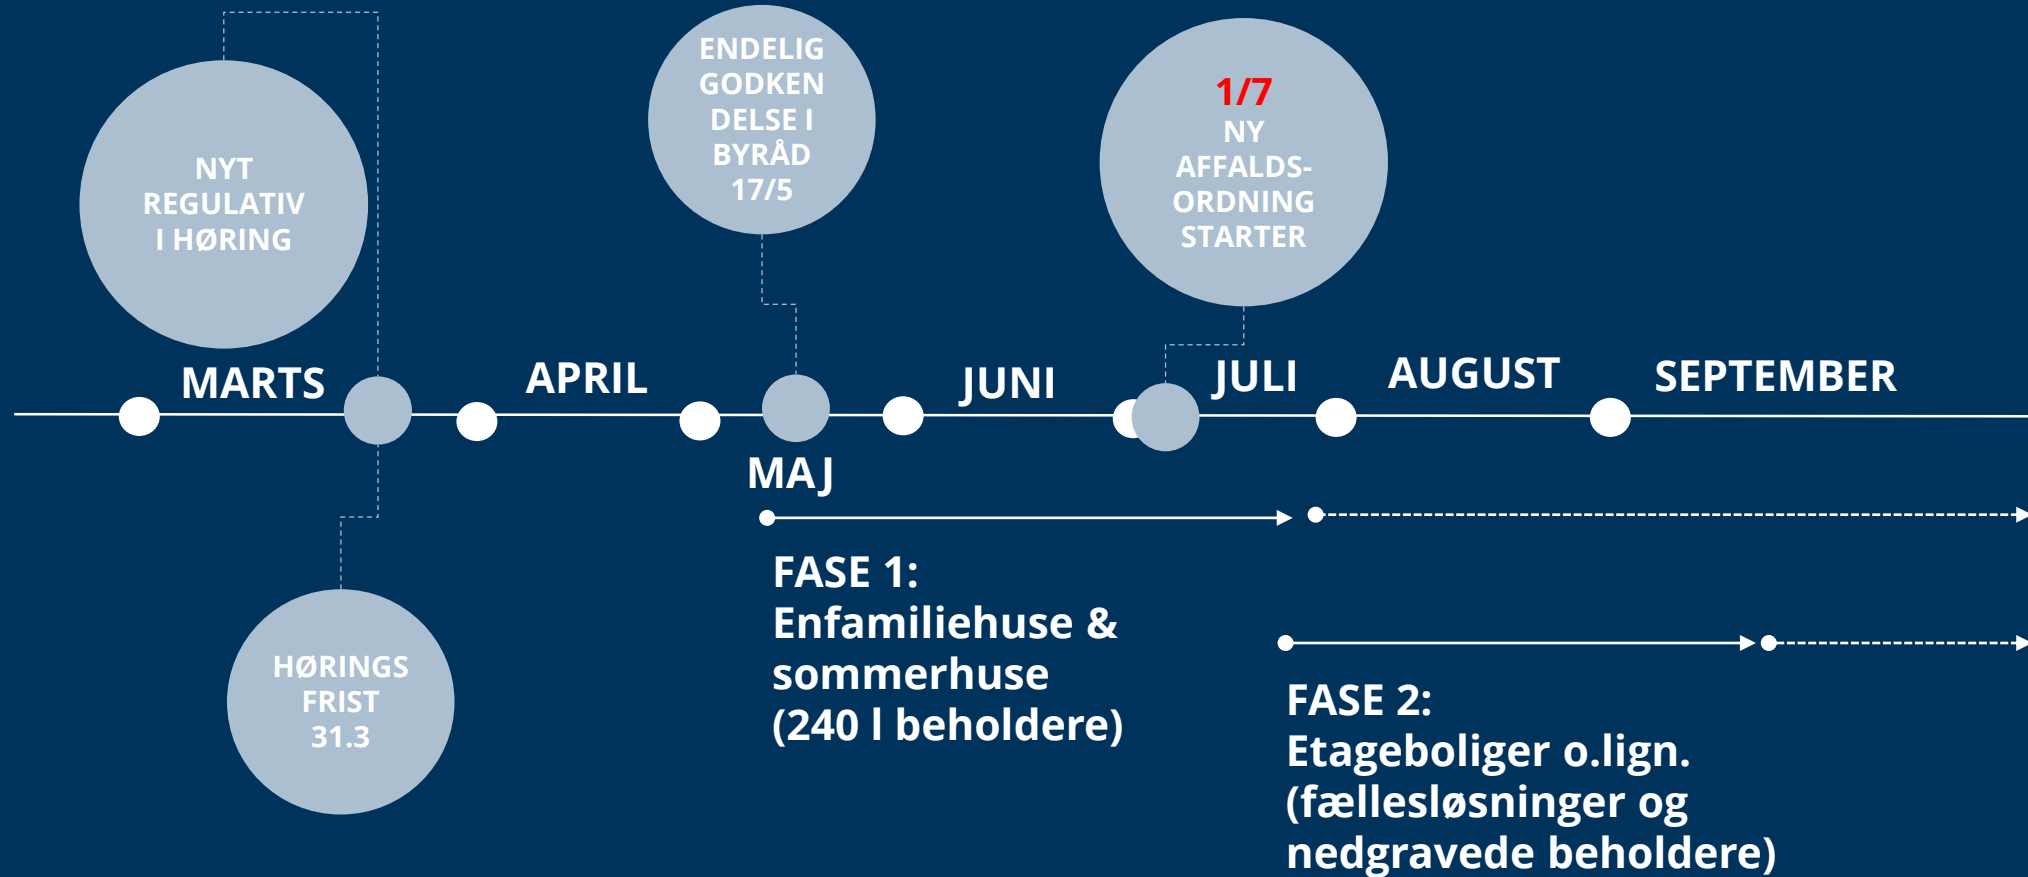 NYT
REGULATIV
I HØRING
ENDELIG
GODKEN
DELSE I
BYRÅD
17/5
1/7
NY
AFFALDS-
ORDNING
STARTER
MARTS
APRIL
MAJ
JUNI
JULI
AUGUST
SEPTEMBER
HØRINGS
FRIST
31.3
FASE 1:
Enfamiliehuse &
sommerhuse
(240 l beholdere)
FASE 2:
Etageboliger o.lign.
(fællesløsninger og
nedgravede beholdere)